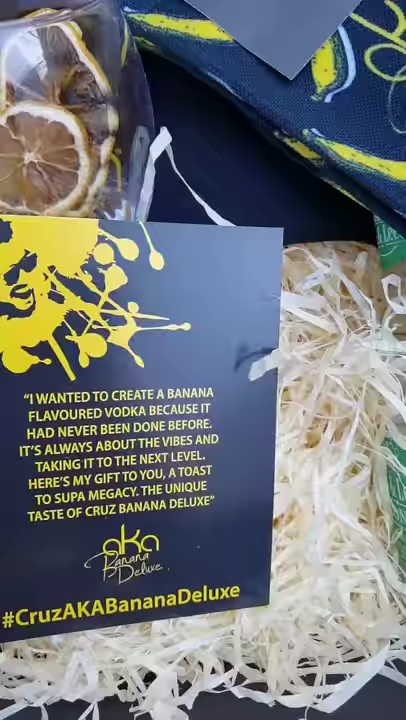 "I WANTED TO CREATE A BANANA
FLAVOURED VODKA BECAUSE IT
HAD NEVER BEEN DONE BEFORE.
IT'S ALWAYS ABOUT THE VIBES AND
TAKING IT TO THE NEXT LEVEL.
HERE'S MY GIFT TO YOU, A TOAST
TO SUPA MEGACY. THE UNIQUE
TASTE OF CRUZ BANANA DELUXE"
aka
Banana
Deluxe
#CruzAKABananaDeluxe